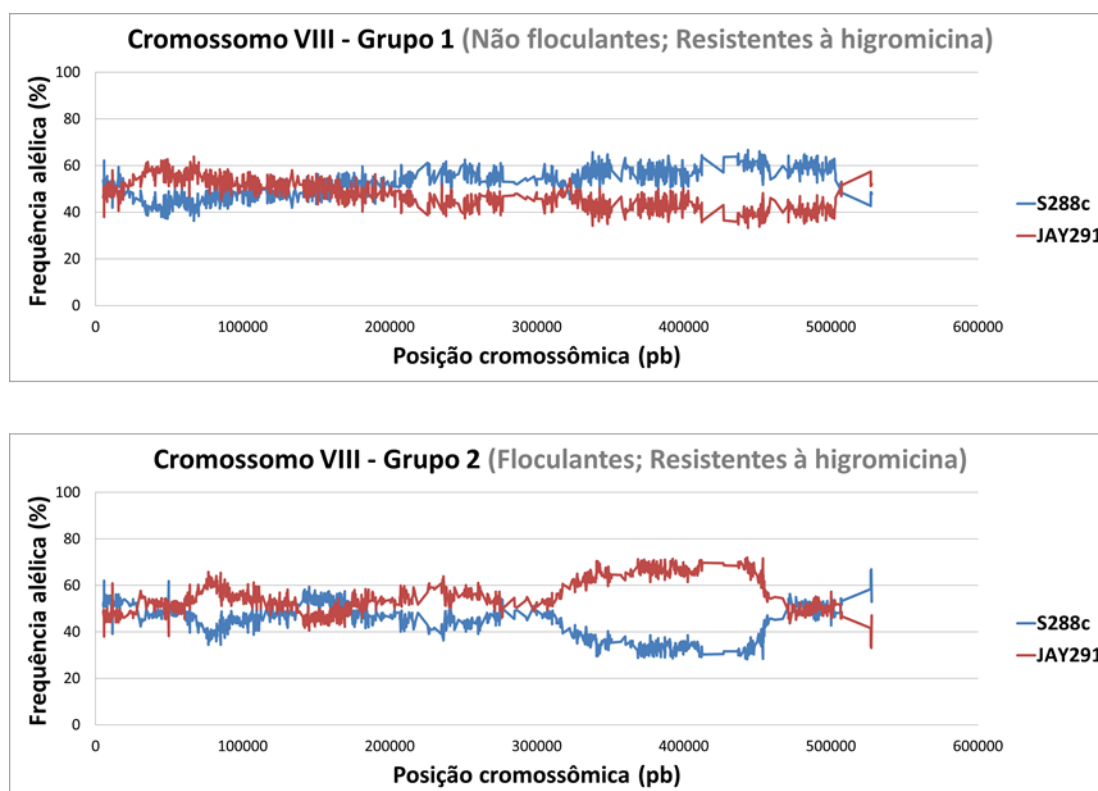 Cromossomo VIII - Grupo 1 (Não floculantes; Resistentes à higromicina)
Frequência alélica (%)
100
80
60
40
20
0
0 100000 200000 300000 400000 500000 600000
Posição cromossômica (pb)
S288c
JAY291
Cromossomo VIII - Grupo 2 (Floculantes; Resistentes à higromicina)
Frequência alélica (%)
100
80
60
40
20
0
0 100000 200000 300000 400000 500000 600000
Posição cromossômica (pb)
S288c
JAY291